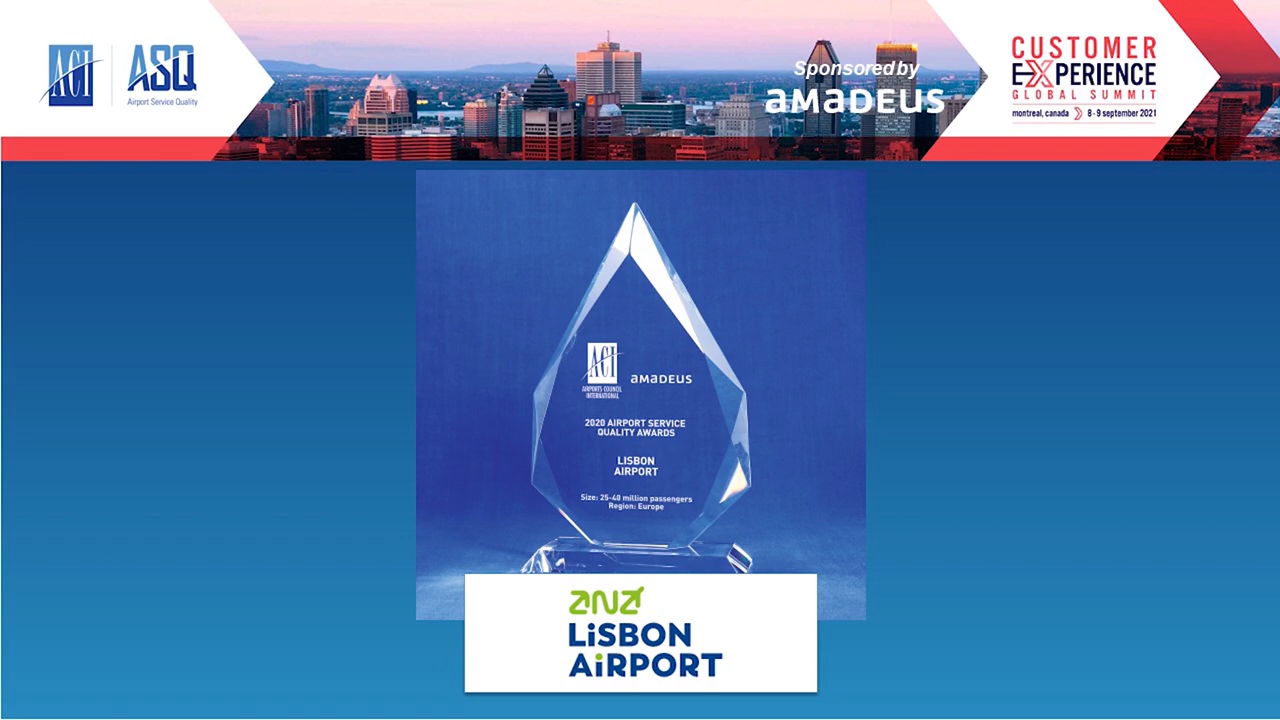 ACI
ASQ
Airport Service Quality
Sponsored by
amadeus
CUSTOMER
EXPERIENCE
GLOBAL SUMMIT
montreal, canada 8-9 september 2021
ACI
AIRPORTS COUNCIL
INTERNATIONAL
amadeus
2020 AIRPORT SERVICE
QUALITY AWARDS
LISBON
AIRPORT
Size: 25-40 million passengers
Region: Europe
ana
LiSBON
AiRPORT